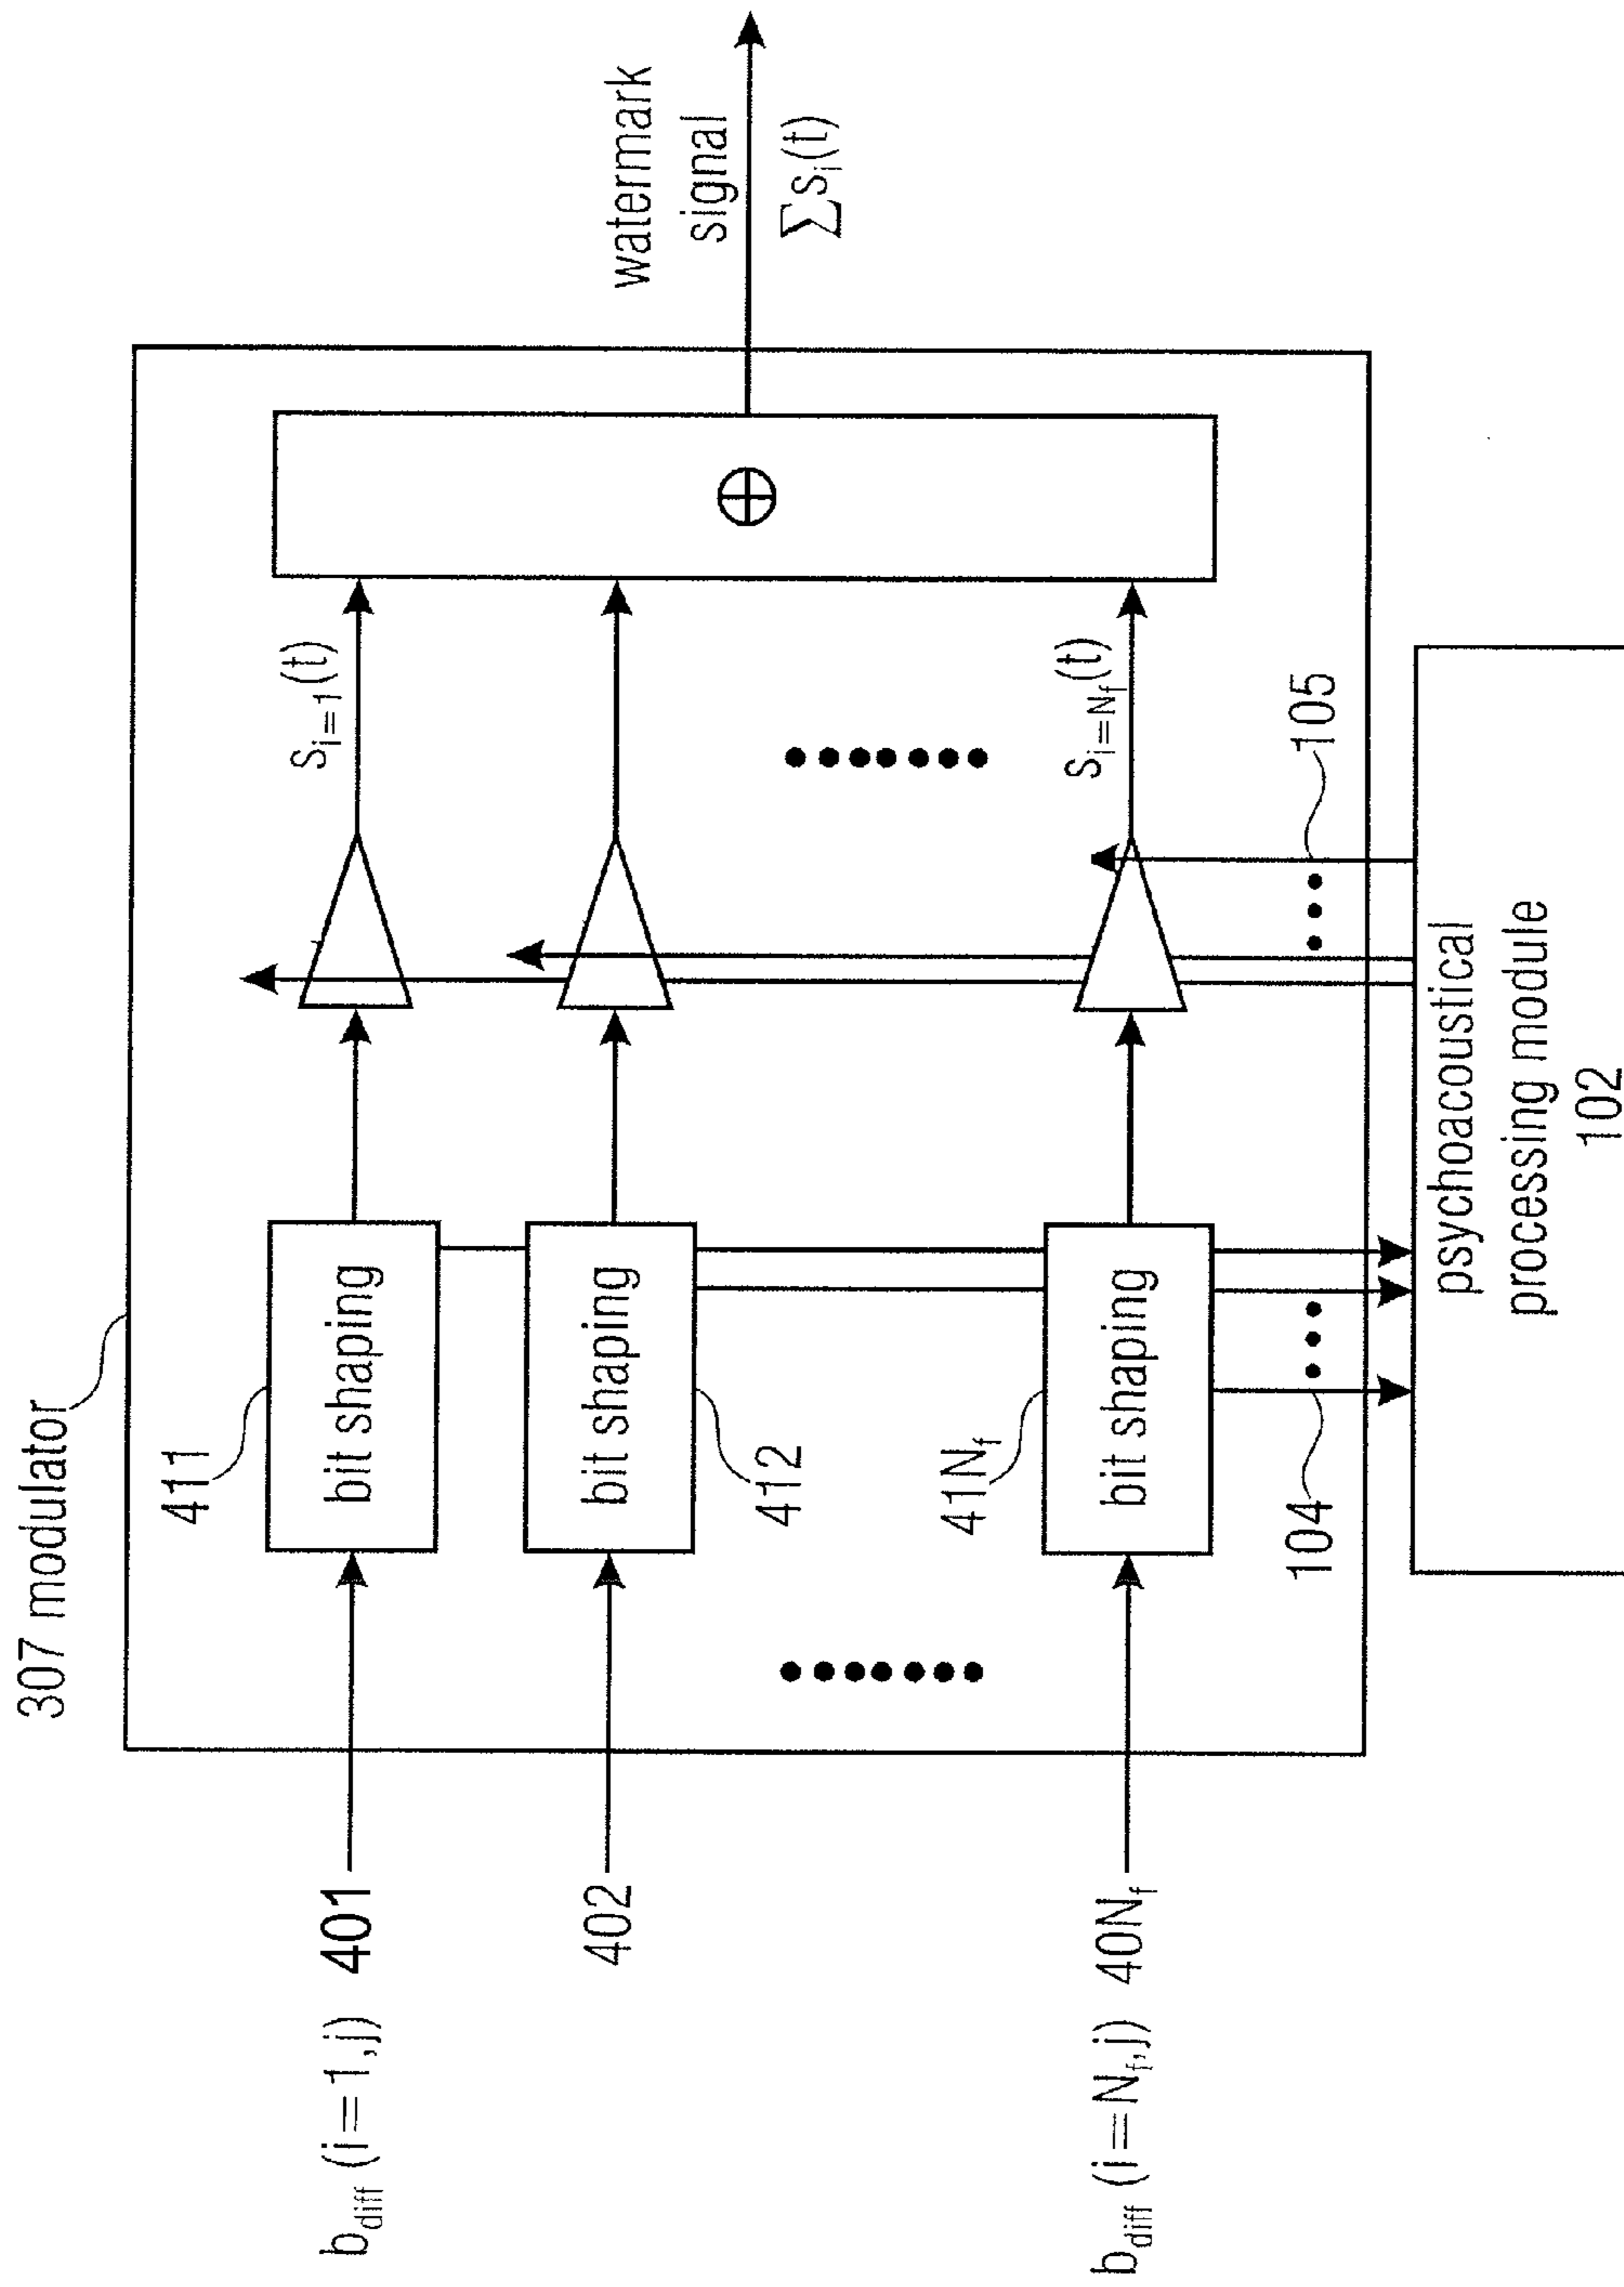 307 modulator
b_diff (i=1,j) 401
411
bit shaping
s_{i=1}(t)
402
bit shaping
412
watermark
signal
∑s_i(t)
⊕
b_diff (i=N_f,j) 40N_f
41N_f
bit shaping
s_{i=N_f}(t)
104
105
psychoacoustical
processing module
102